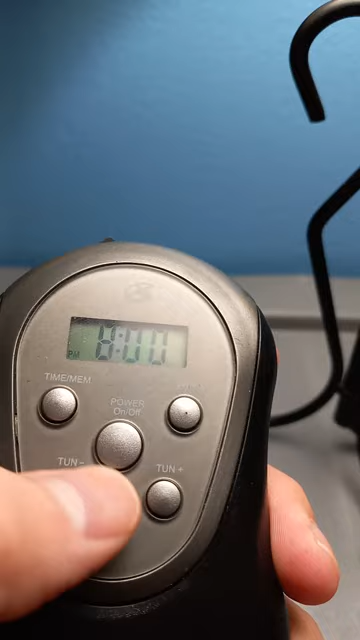 8:00
PM
TIME/MEM
POWER
On/Off
TUN -
TUN +